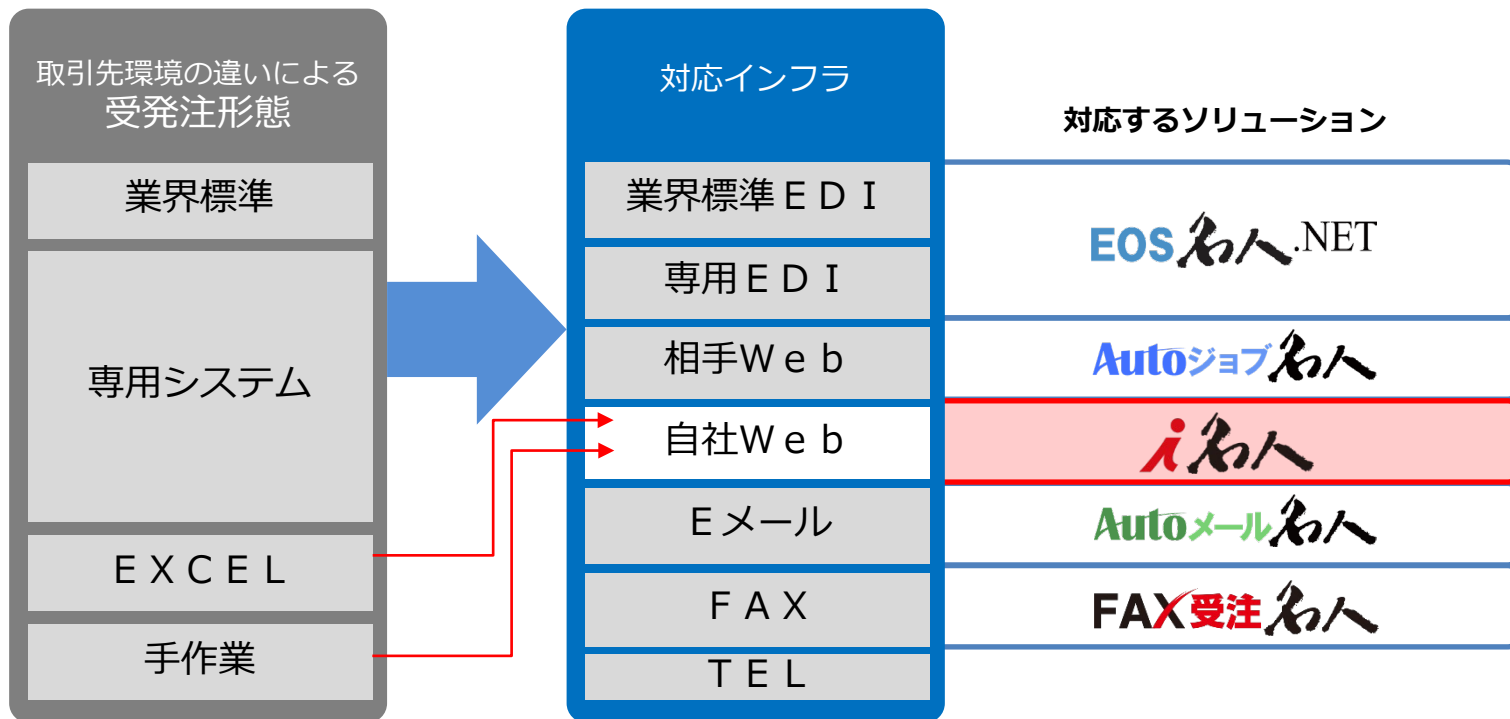 取引先環境の違いによる
受発注形態
業界標準
専用システム
ＥＸＣＥＬ
手作業
対応インフラ
業界標準ＥＤＩ
専用ＥＤＩ
相手Ｗｅｂ
自社Ｗｅｂ
Ｅメール
ＦＡＸ
ＴＥＬ
対応するソリューション
EOS名人.NET
Autoジョブ名人
i名人
Autoメール名人
FAX受注名人